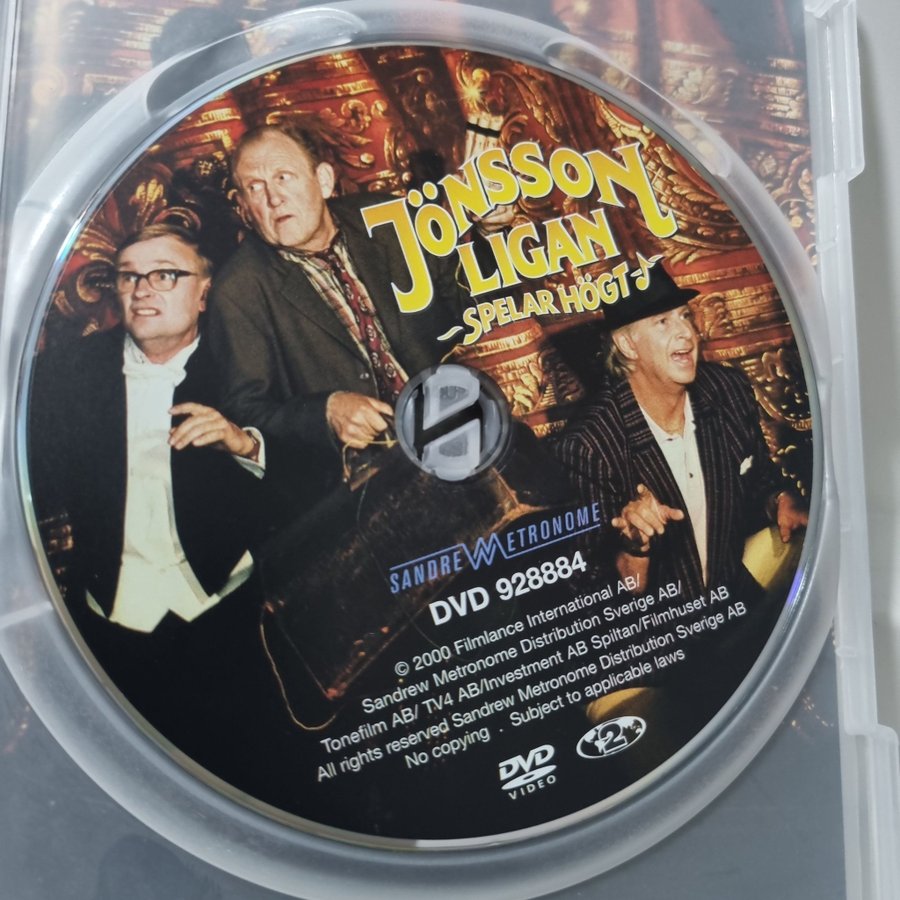 JÖNSSON
LIGAN
~SPELAR HÖGT♪~
SANDREW METRONOME
DVD 928884
© 2000 Filmlance International AB/
Sandrew Metronome Distribution Sverige AB/
Tonefilm AB/ TV4 AB/Investment AB Spiltan/Filmhuset AB
All rights reserved Sandrew Metronome Distribution Sverige AB
No copying . Subject to applicable laws
DVD
VIDEO
2